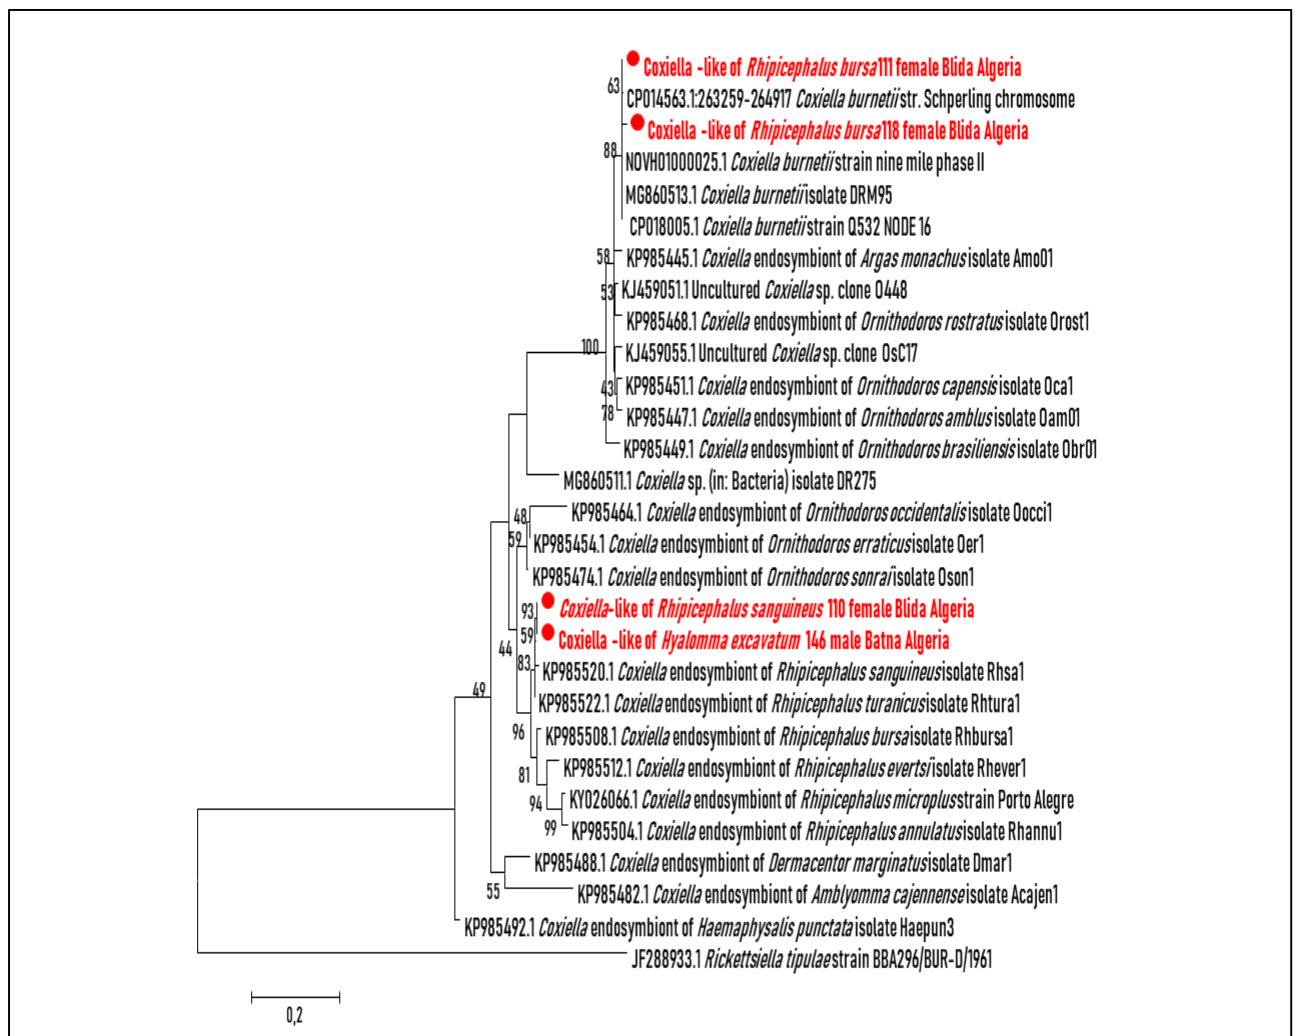 Coxiella -like of Rhipicephalus bursa111 female Blida Algeria
63
CP014563.1:263259-264917 Coxiella burnetii str. Schperling chromosome
Coxiella -like of Rhipicephalus bursa118 female Blida Algeria
88
NOVH01000025.1 Coxiella burnetii strain nine mile phase II
MG860513.1 Coxiella burnetii isolate DRM95
CP018005.1 Coxiella burnetii strain Q532 NODE 16
58
KP985445.1 Coxiella endosymbiont of Argas monachus isolate Amo01
53
KJ459051.1 Uncultured Coxiella sp. clone O448
KP985468.1 Coxiella endosymbiont of Ornithodoros rostratus isolate Orost1
100
KJ459055.1 Uncultured Coxiella sp. clone OsC17
43
KP985451.1 Coxiella endosymbiont of Ornithodoros capensis isolate Oca1
78
KP985447.1 Coxiella endosymbiont of Ornithodoros amblus isolate Oam01
KP985449.1 Coxiella endosymbiont of Ornithodoros brasiliensis isolate Obr01
MG860511.1 Coxiella sp. (in: Bacteria) isolate DR275
48
KP985464.1 Coxiella endosymbiont of Ornithodoros occidentalis isolate Oocci1
59
KP985454.1 Coxiella endosymbiont of Ornithodoros erraticus isolate Oer1
KP985474.1 Coxiella endosymbiont of Ornithodoros sonrai isolate Oson1
93
Coxiella-like of Rhipicephalus sanguineus 110 female Blida Algeria
59
Coxiella -like of Hyalomma excavatum 146 male Batna Algeria
44
83
KP985520.1 Coxiella endosymbiont of Rhipicephalus sanguineus isolate Rhsa1
49
KP985522.1 Coxiella endosymbiont of Rhipicephalus turanicus isolate Rhtura1
96
KP985508.1 Coxiella endosymbiont of Rhipicephalus bursa isolate Rhbursa1
81
KP985512.1 Coxiella endosymbiont of Rhipicephalus evertsi isolate Rhever1
94
KY026066.1 Coxiella endosymbiont of Rhipicephalus microplus strain Porto Alegre
99
KP985504.1 Coxiella endosymbiont of Rhipicephalus annulatus isolate Rhannu1
KP985488.1 Coxiella endosymbiont of Dermacentor marginatus isolate Dmar1
55
KP985482.1 Coxiella endosymbiont of Amblyomma cajennense isolate Acajen1
KP985492.1 Coxiella endosymbiont of Haemaphysalis punctata isolate Haepun3
JF288933.1 Rickettsiella tipulae strain BBA296/BUR-D/1961
0,2